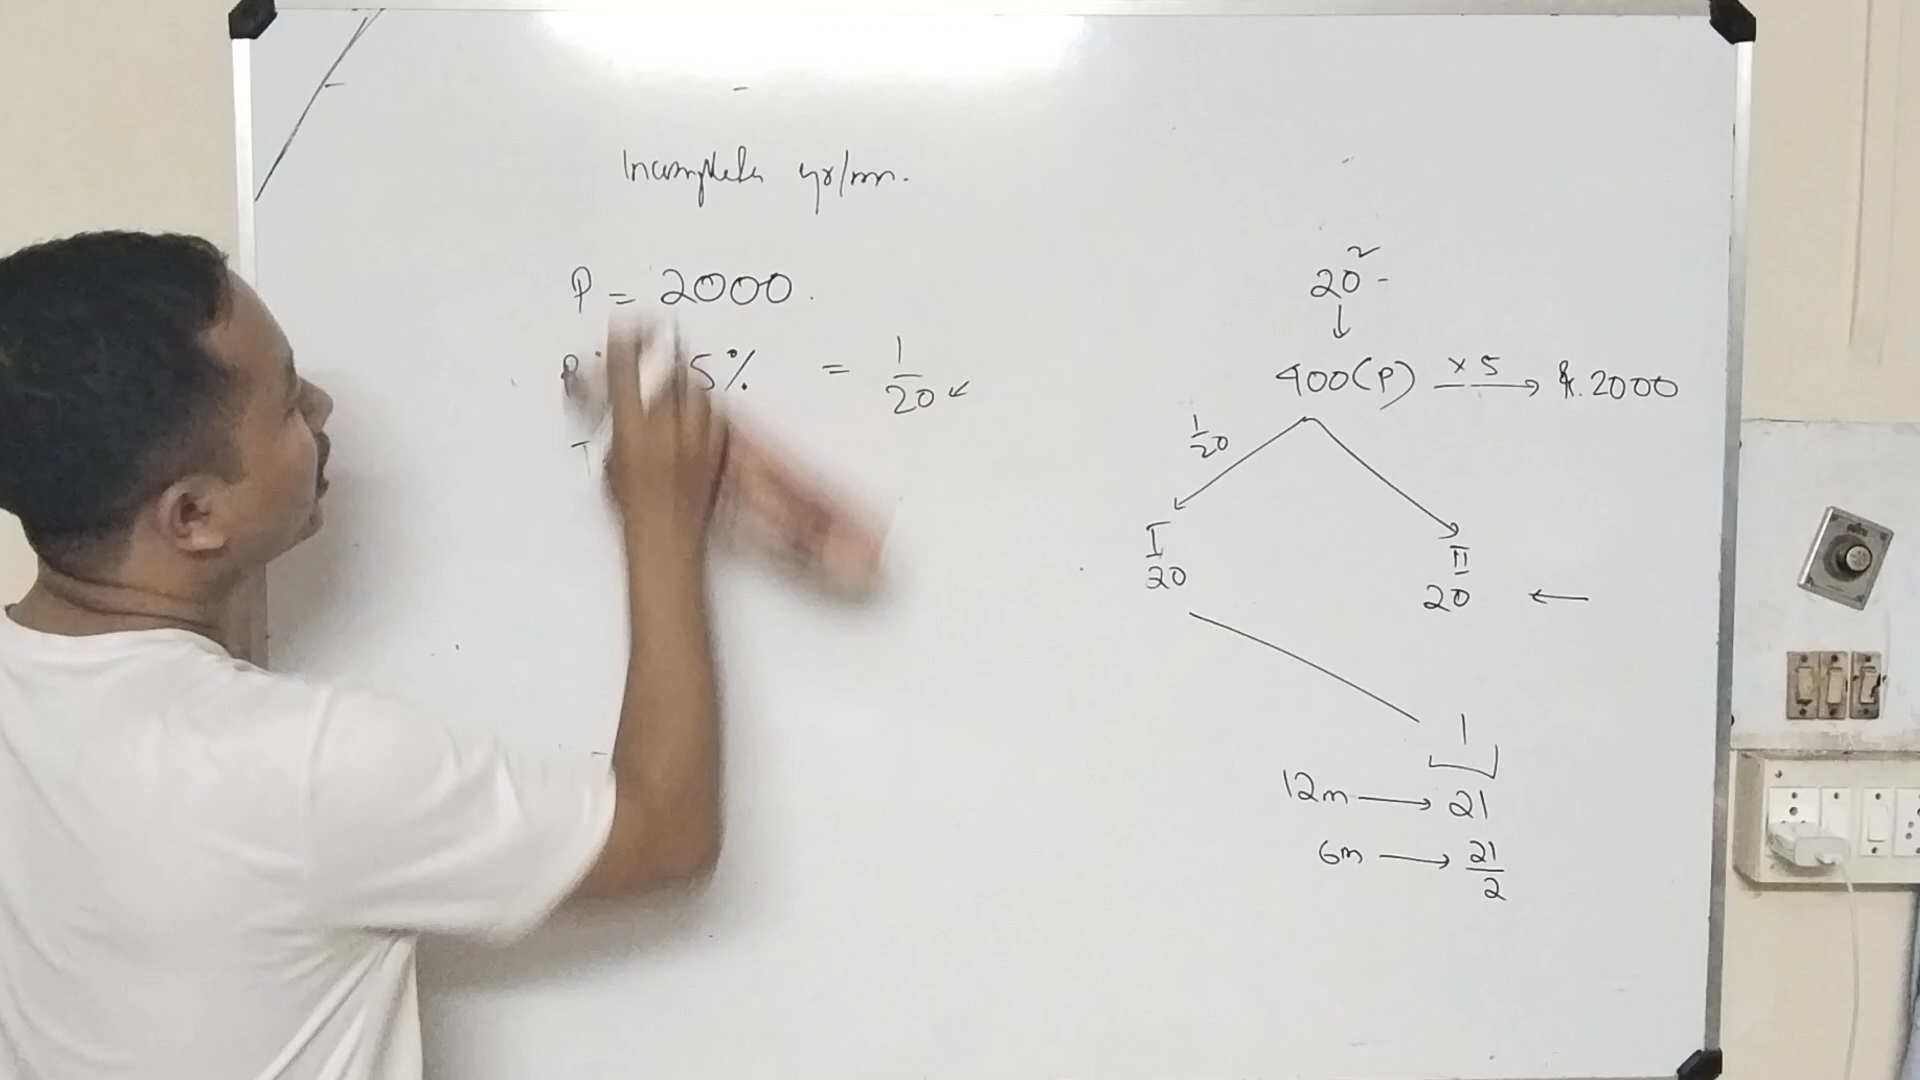 Incomplete yr/mn.
P = 2000.
R 5% = 1/20
T
20²
↓
400(P) ×5 → R.2000
1/20
I II
20 20 ←
1
12m → 21
6m → 21/2